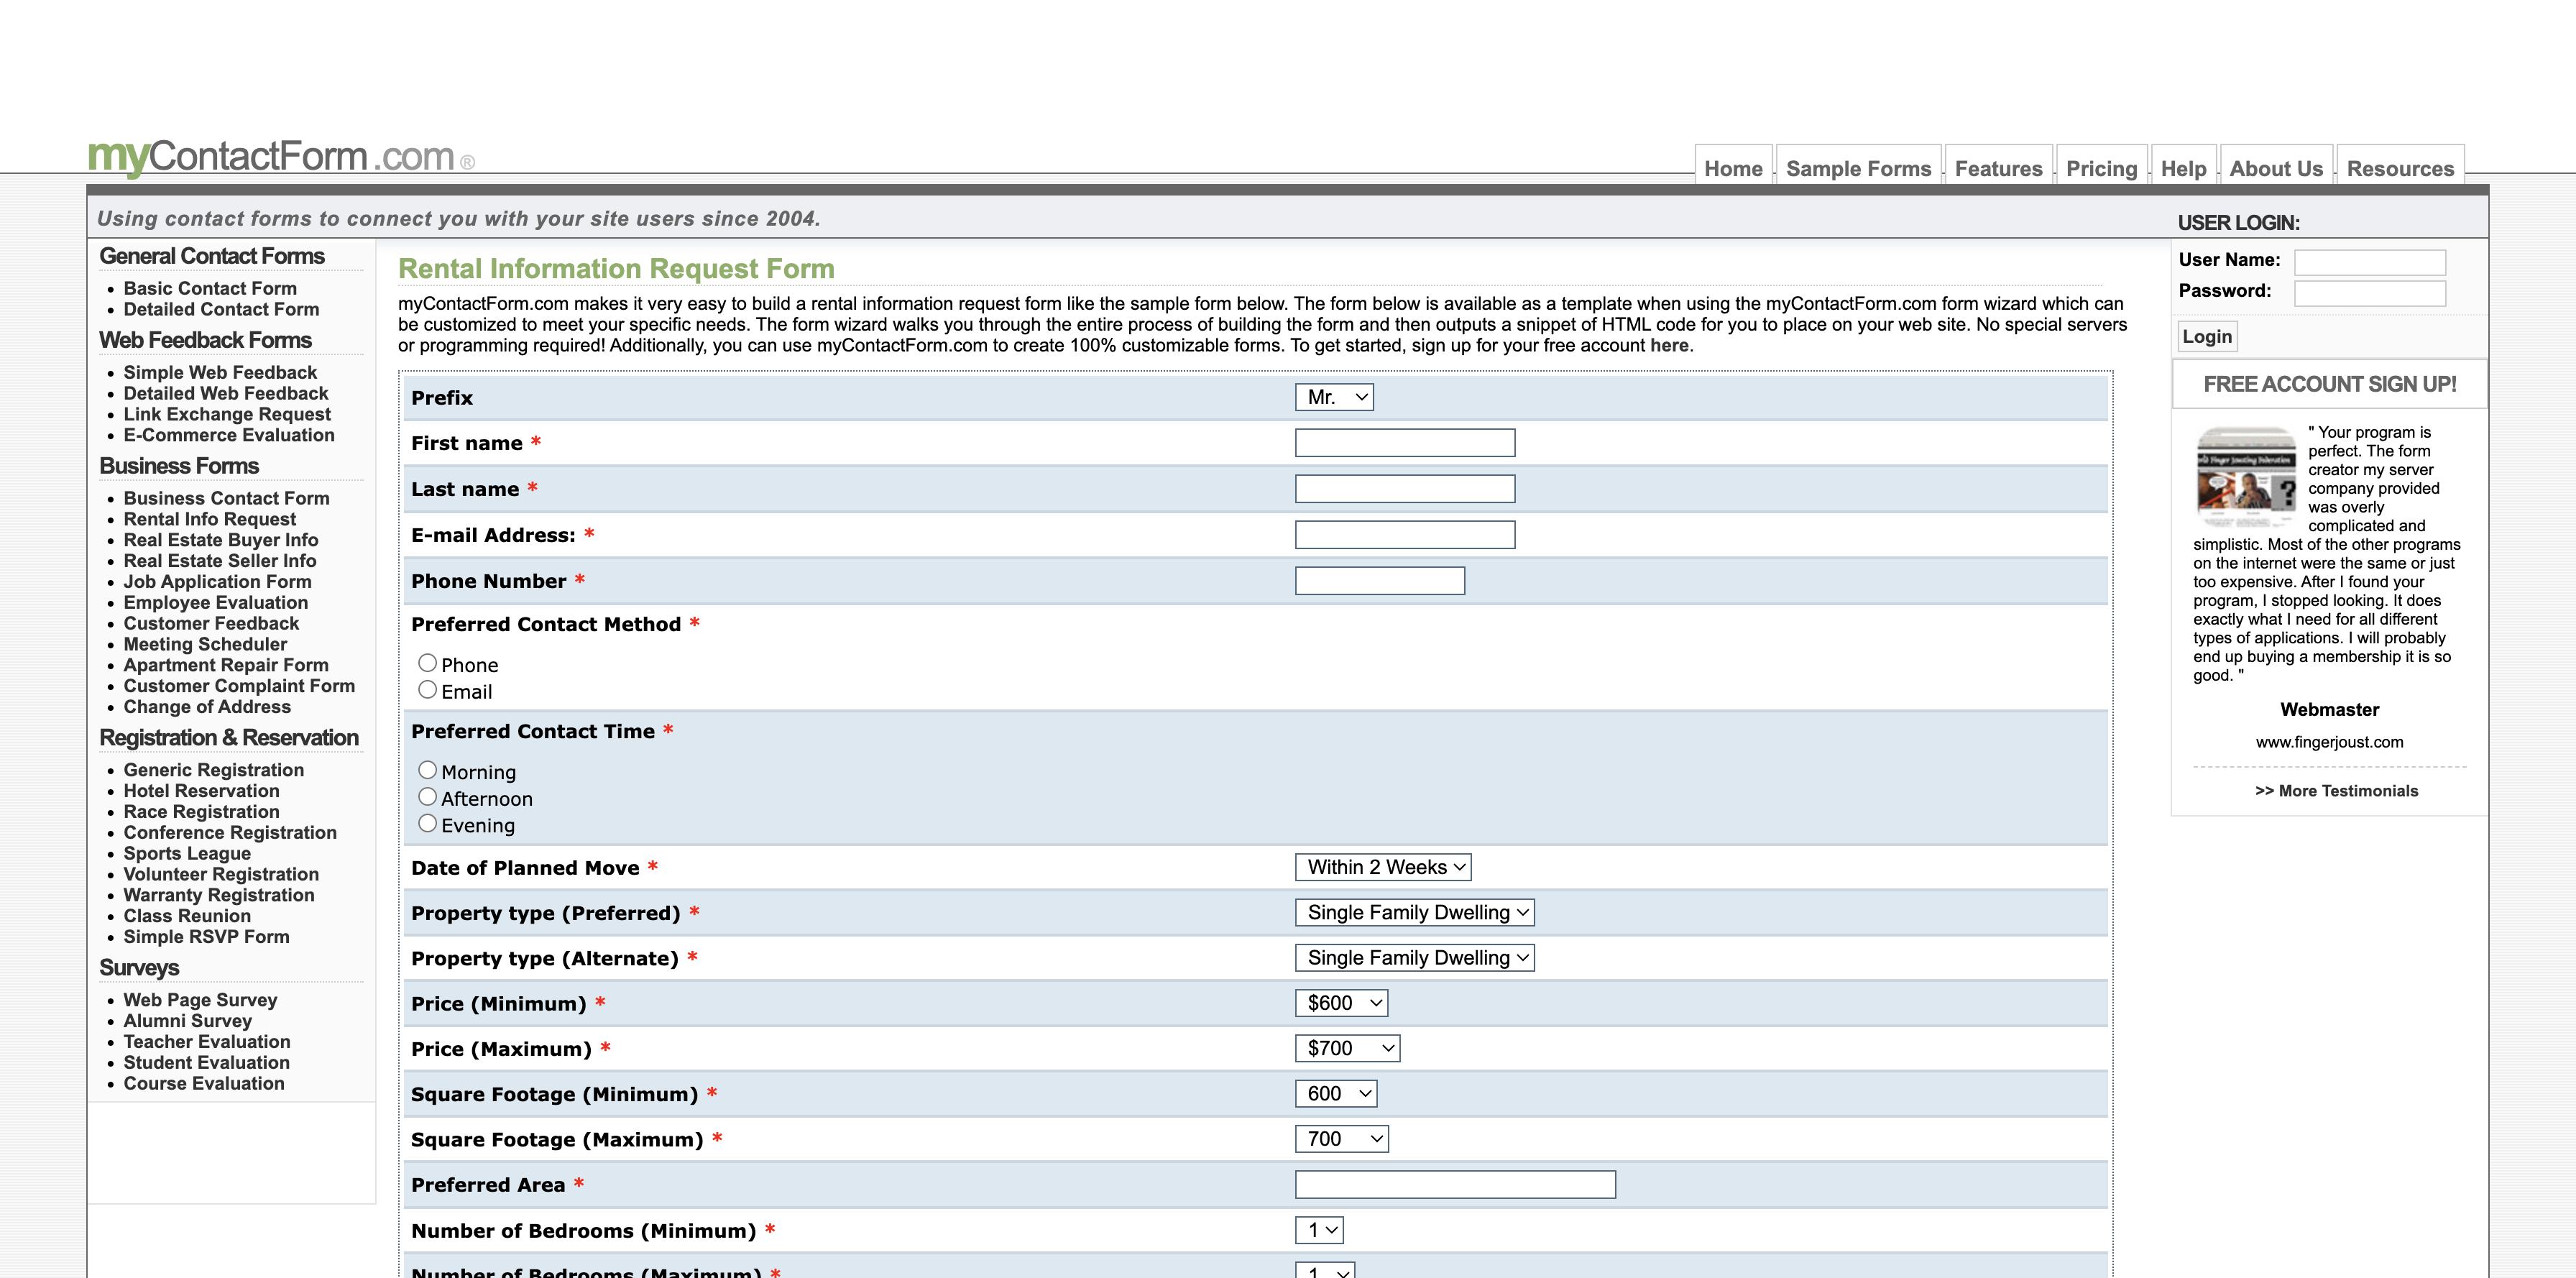 myContactForm.com®
Home
Sample Forms
Features
Pricing
Help
About Us
Resources
Using contact forms to connect you with your site users since 2004.
USER LOGIN:
General Contact Forms
Basic Contact Form
Detailed Contact Form
Web Feedback Forms
Simple Web Feedback
Detailed Web Feedback
Link Exchange Request
E-Commerce Evaluation
Business Forms
Business Contact Form
Rental Info Request
Real Estate Buyer Info
Real Estate Seller Info
Job Application Form
Employee Evaluation
Customer Feedback
Meeting Scheduler
Apartment Repair Form
Customer Complaint Form
Change of Address
Registration & Reservation
Generic Registration
Hotel Reservation
Race Registration
Conference Registration
Sports League
Volunteer Registration
Warranty Registration
Class Reunion
Simple RSVP Form
Surveys
Web Page Survey
Alumni Survey
Teacher Evaluation
Student Evaluation
Course Evaluation
Rental Information Request Form
myContactForm.com makes it very easy to build a rental information request form like the sample form below. The form below is available as a template when using the myContactForm.com form wizard which can
be customized to meet your specific needs. The form wizard walks you through the entire process of building the form and then outputs a snippet of HTML code for you to place on your web site. No special servers
or programming required! Additionally, you can use myContactForm.com to create 100% customizable forms. To get started, sign up for your free account here.
Prefix Mr.
First name *
Last name *
E-mail Address: *
Phone Number *
Preferred Contact Method *
Phone
Email
Preferred Contact Time *
Morning
Afternoon
Evening
Date of Planned Move * Within 2 Weeks
Property type (Preferred) * Single Family Dwelling
Property type (Alternate) * Single Family Dwelling
Price (Minimum) * $600
Price (Maximum) * $700
Square Footage (Minimum) * 600
Square Footage (Maximum) * 700
Preferred Area *
Number of Bedrooms (Minimum) * 1
Number of Bedrooms (Maximum) * 1
User Name:
Password:
Login
FREE ACCOUNT SIGN UP!
" Your program is
perfect. The form
creator my server
company provided
was overly
complicated and
simplistic. Most of the other programs
on the internet were the same or just
too expensive. After I found your
program, I stopped looking. It does
exactly what I need for all different
types of applications. I will probably
end up buying a membership it is so
good. "
Webmaster
www.fingerjoust.com
>> More Testimonials